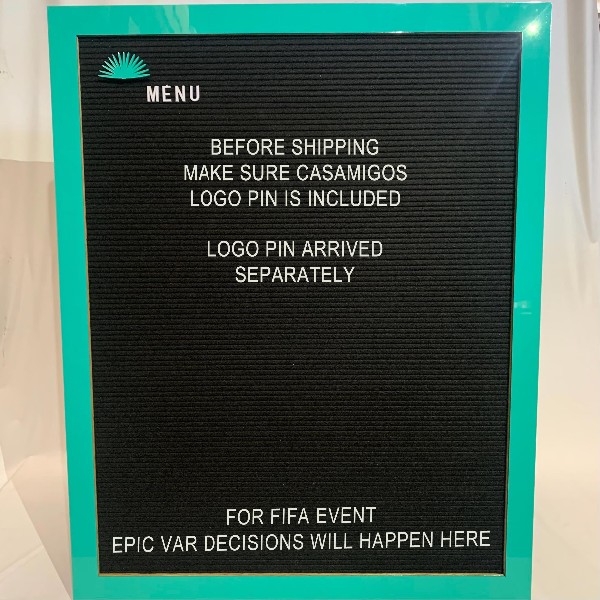 MENU
BEFORE SHIPPING
MAKE SURE CASAMIGOS
LOGO PIN IS INCLUDED
LOGO PIN ARRIVED
SEPARATELY
FOR FIFA EVENT
EPIC VAR DECISIONS WILL HAPPEN HERE